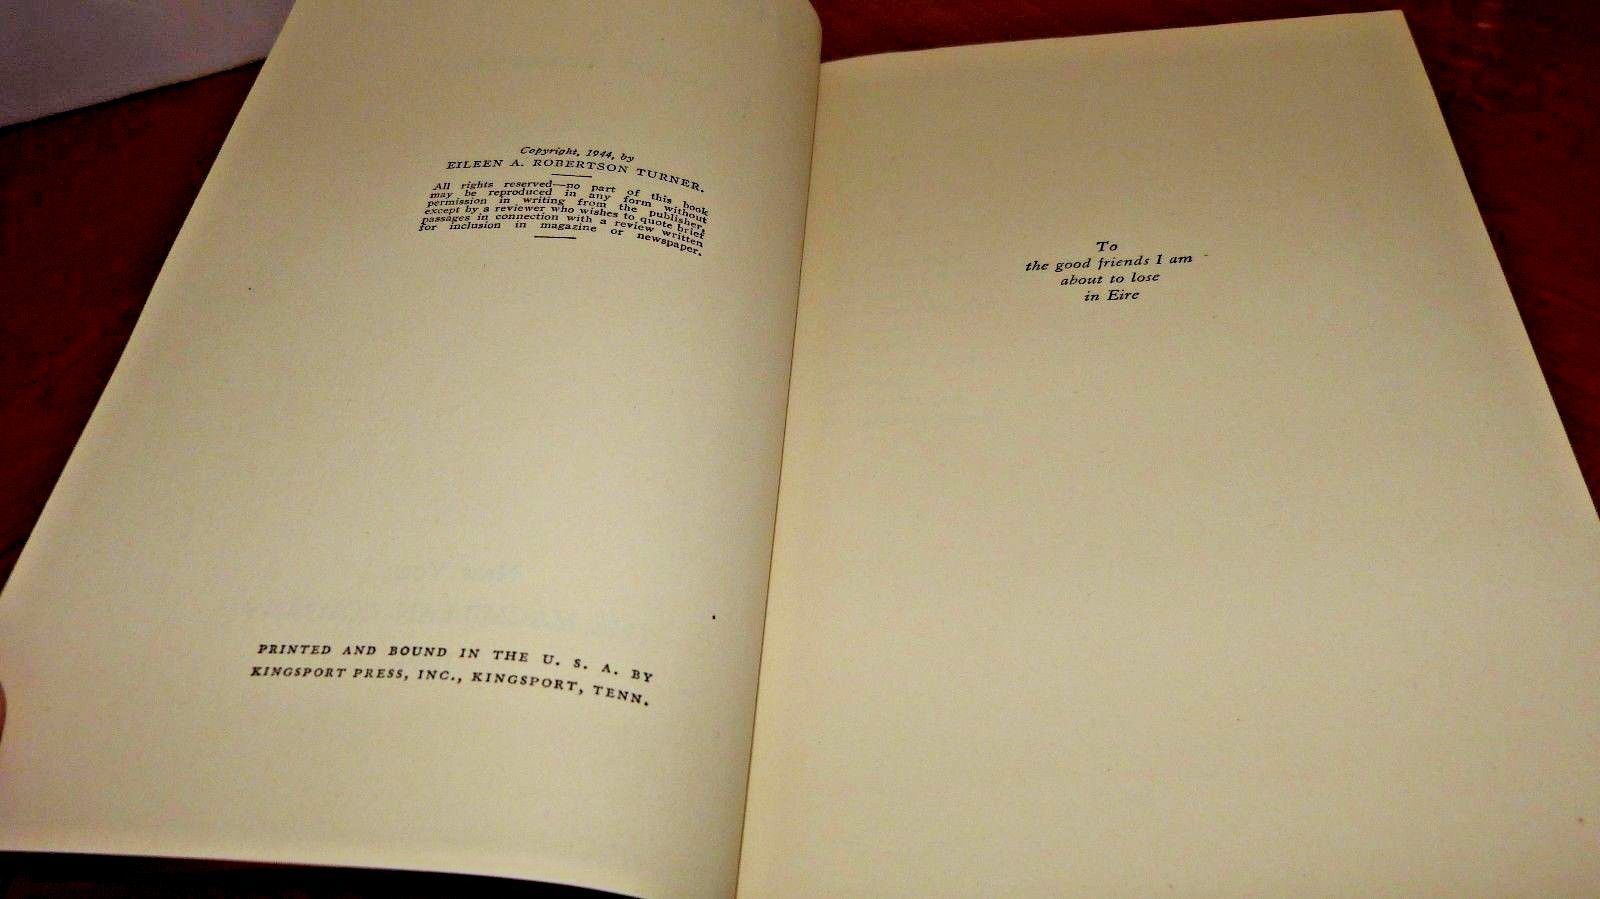 Copyright, 1944, by
EILEEN A. ROBERTSON TURNER.
All rights reserved—no part of this book
may be reproduced in any form without
permission in writing from the publisher,
except by a reviewer who wishes to quote brief
passages in connection with a review written
for inclusion in magazine or newspaper.
PRINTED AND BOUND IN THE U. S. A. BY
KINGSPORT PRESS, INC., KINGSPORT, TENN.
To
the good friends I am
about to lose
in Eire